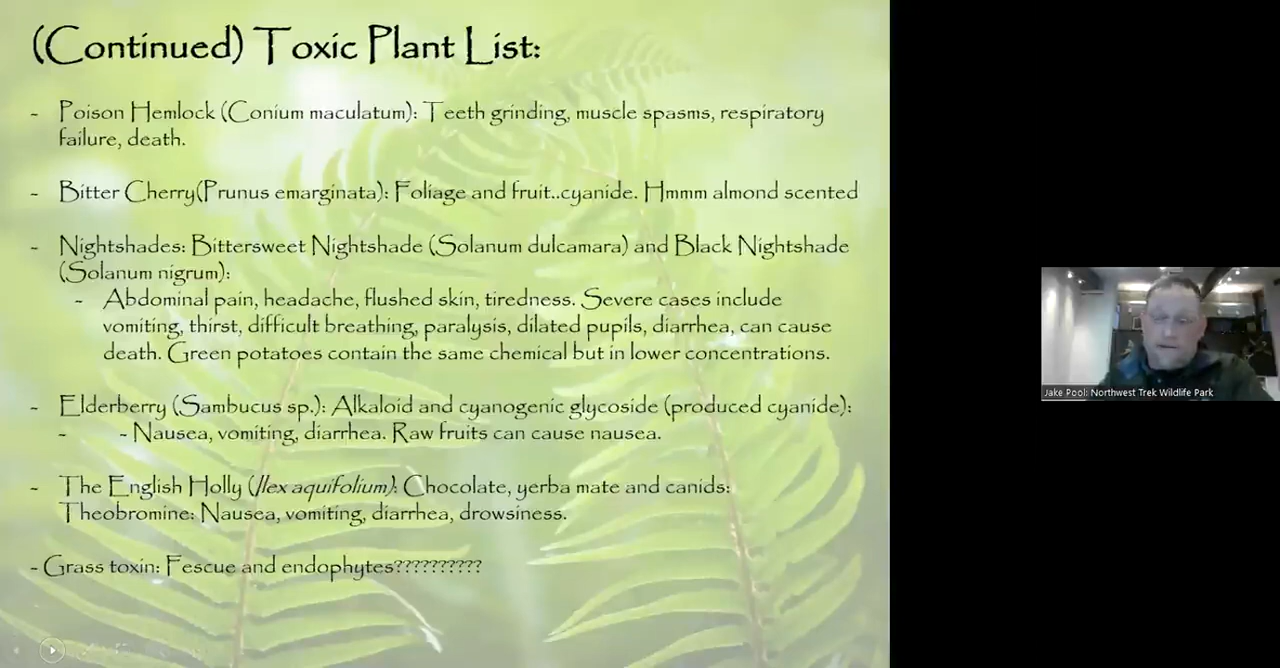 (Continued) Toxic Plant List:
- Poison Hemlock (Conium maculatum): Teeth grinding, muscle spasms, respiratory
failure, death.
- Bitter Cherry(Prunus emarginata): Foliage and fruit..cyanide. Hmmm almond scented
- Nightshades: Bittersweet Nightshade (Solanum dulcamara) and Black Nightshade
(Solanum nigrum):
- Abdominal pain, headache, flushed skin, tiredness. Severe cases include
vomiting, thirst, difficult breathing, paralysis, dilated pupils, diarrhea, can cause
death. Green potatoes contain the same chemical but in lower concentrations.
- Elderberry (Sambucus sp.): Alkaloid and cyanogenic glycoside (produced cyanide):
- - Nausea, vomiting, diarrhea. Raw fruits can cause nausea.
- The English Holly (Ilex aquifolium): Chocolate, yerba mate and canids:
Theobromine: Nausea, vomiting, diarrhea, drowsiness.
- Grass toxin: Fescue and endophytes??????????
Jake Pool: Northwest Trek Wildlife Park